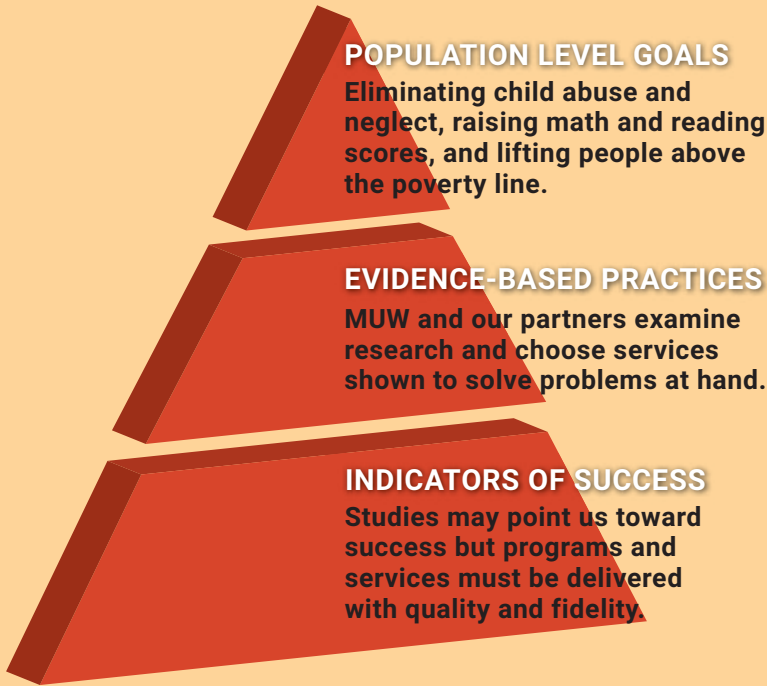 POPULATION LEVEL GOALS
Eliminating child abuse and
neglect, raising math and reading
scores, and lifting people above
the poverty line.
EVIDENCE-BASED PRACTICES
MUW and our partners examine
research and choose services
shown to solve problems at hand.
INDICATORS OF SUCCESS
Studies may point us toward
success but programs and
services must be delivered
with quality and fidelity.